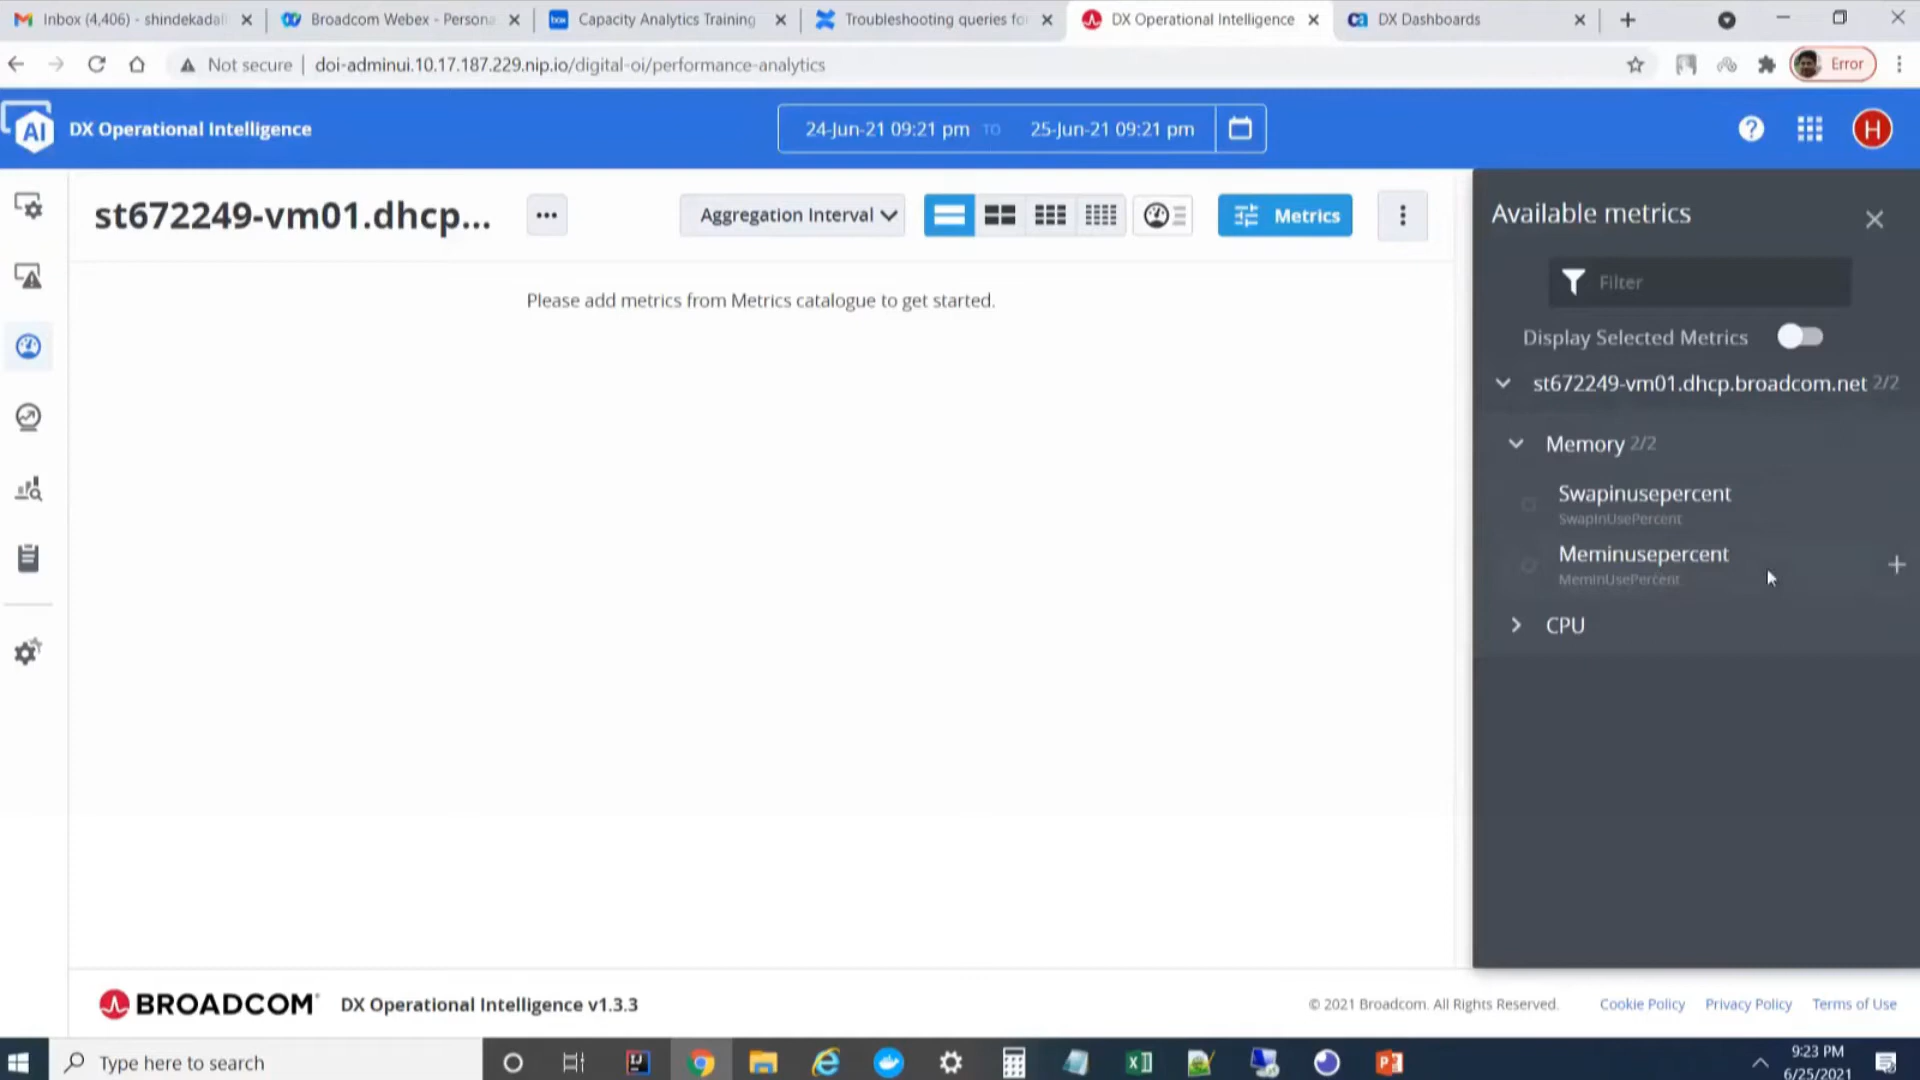 Inbox (4,406) - shindekadal
Broadcom Webex - Persona
Capacity Analytics Training
Troubleshooting queries fo
DX Operational Intelligence
DX Dashboards
Not secure
doi-adminui.10.17.187.229.nip.io/digital-oi/performance-analytics
Error
AI
DX Operational Intelligence
24-Jun-21 09:21 pm TO 25-Jun-21 09:21 pm
H
st672249-vm01.dhcp...
Aggregation Interval
Metrics
Please add metrics from Metrics catalogue to get started.
Available metrics
Filter
Display Selected Metrics
st672249-vm01.dhcp.broadcom.net 2/2
Memory 2/2
Swapinusepercent
SwapInUsePercent
Meminusepercent
MemInUsePercent
CPU
BROADCOM
DX Operational Intelligence v1.3.3
© 2021 Broadcom. All Rights Reserved.
Cookie Policy
Privacy Policy
Terms of Use
Type here to search
9:23 PM
6/25/2021